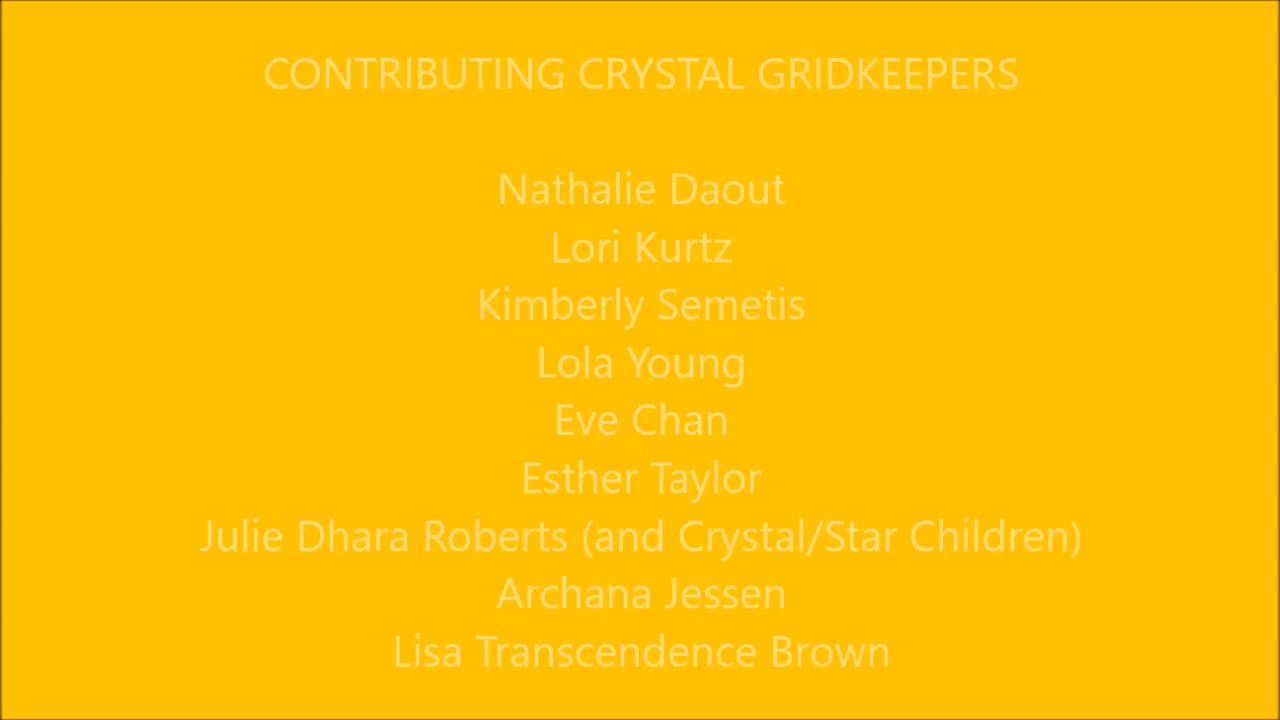 CONTRIBUTING CRYSTAL GRIDKEEPERS
Nathalie Daout
Lori Kurtz
Kimberly Semetis
Lola Young
Eve Chan
Esther Taylor
Julie Dhara Roberts (and Crystal/Star Children)
Archana Jessen
Lisa Transcendence Brown